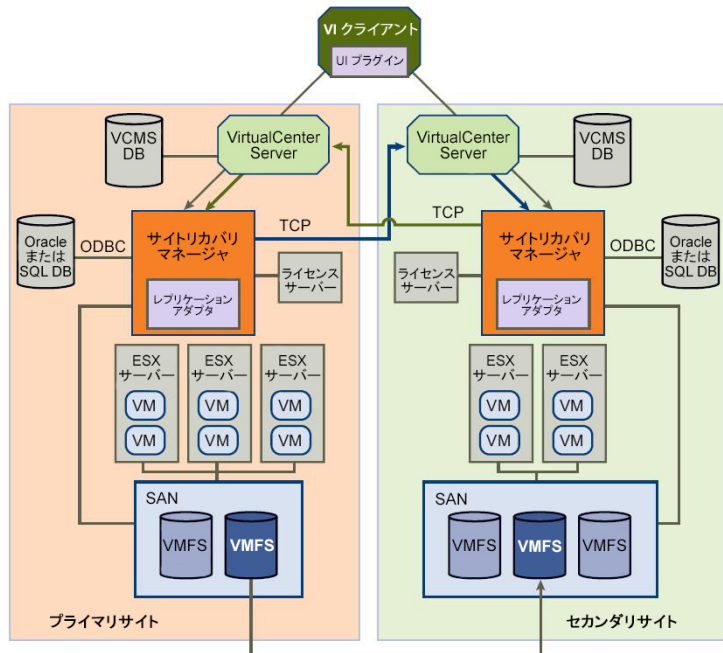 VI クライアント
UI プラグイン
VCMS
DB
VirtualCenter
Server
VirtualCenter
Server
VCMS
DB
Oracle
または
SQL DB
ODBC
サイトリカバリ
マネージャ
レプリケーション
アダプタ
TCP
ライセンス
サーバー
TCP
ライセンス
サーバー
サイトリカバリ
マネージャ
レプリケーション
アダプタ
ODBC
Oracle
または
SQL DB
ESX
サーバー
VM
VM
ESX
サーバー
VM
VM
ESX
サーバー
VM
VM
ESX
サーバー
VM
VM
ESX
サーバー
VM
VM
SAN
VMFS
VMFS
SAN
VMFS
VMFS
VMFS
プライマリサイト
セカンダリサイト